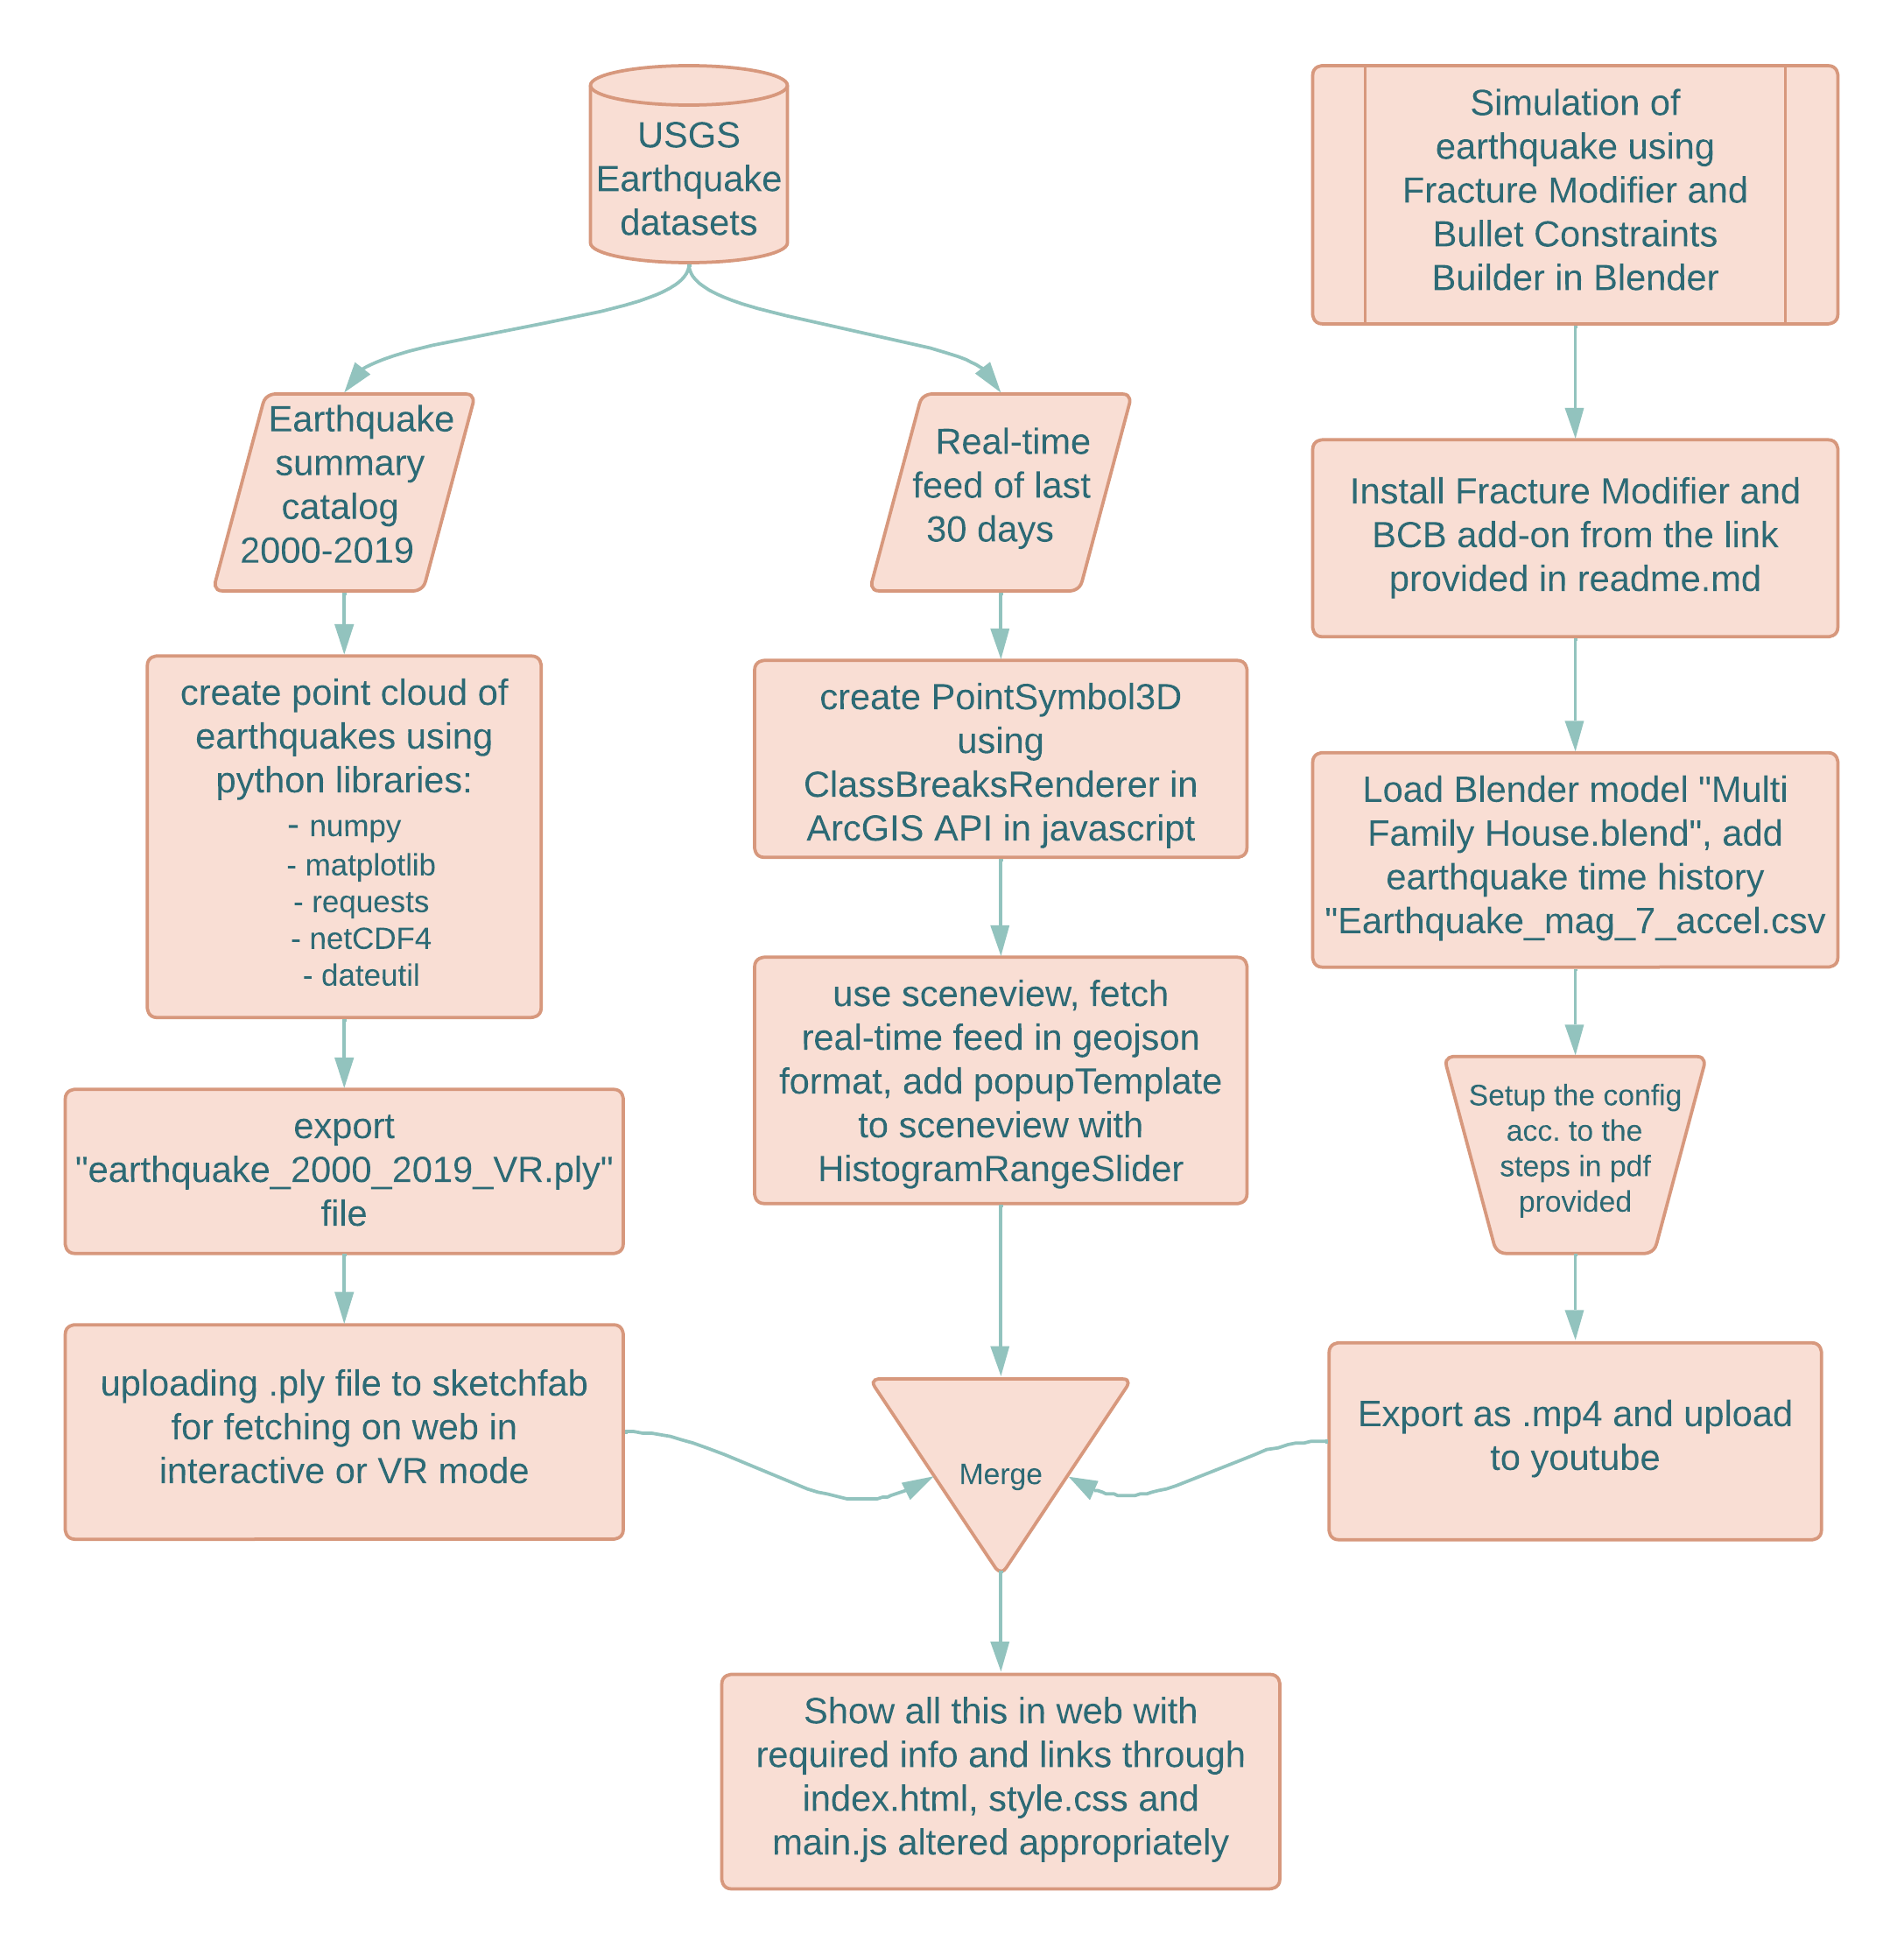 USGS
Earthquake
datasets
Simulation of
earthquake using
Fracture Modifier and
Bullet Constraints
Builder in Blender
Earthquake
summary
catalog
2000-2019
Real-time
feed of last
30 days
Install Fracture Modifier and
BCB add-on from the link
provided in readme.md
create point cloud of
earthquakes using
python libraries:
- numpy
- matplotlib
- requests
- netCDF4
- dateutil
create PointSymbol3D
using
ClassBreaksRenderer in
ArcGIS API in javascript
Load Blender model "Multi
Family House.blend", add
earthquake time history
"Earthquake_mag_7_accel.csv
use sceneview, fetch
real-time feed in geojson
format, add popupTemplate
to sceneview with
HistogramRangeSlider
Setup the config
acc. to the
steps in pdf
provided
export
"earthquake_2000_2019_VR.ply"
file
uploading .ply file to sketchfab
for fetching on web in
interactive or VR mode
Merge
Export as .mp4 and upload
to youtube
Show all this in web with
required info and links through
index.html, style.css and
main.js altered appropriately